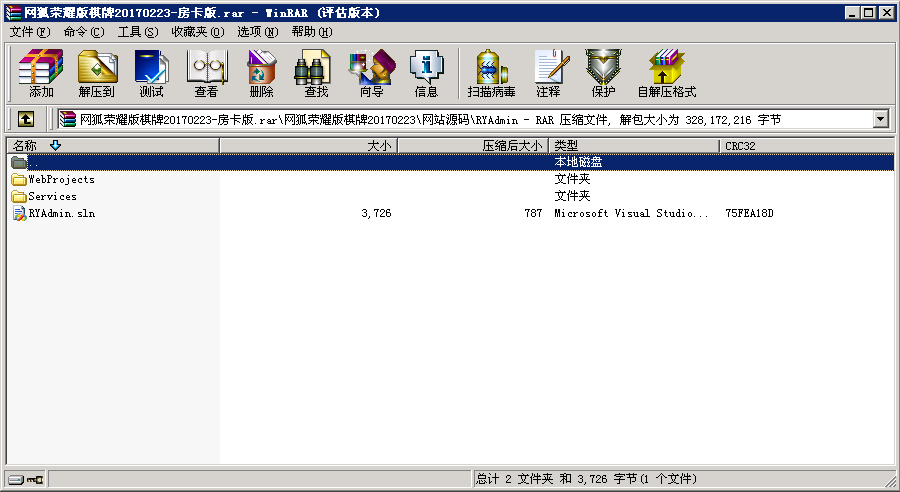 网狐荣耀版棋牌20170223-房卡版.rar - WinRAR (评估版本)
文件(F) 命令(C) 工具(S) 收藏夹(O) 选项(N) 帮助(H)
添加 解压到 测试 查看 删除 查找 向导 信息 扫描病毒 注释 保护 自解压格式
网狐荣耀版棋牌20170223-房卡版.rar\网狐荣耀版棋牌20170223\网站源码\RYAdmin - RAR 压缩文件, 解包大小为 328,172,216 字节
名称 大小 压缩后大小 类型 CRC32
.. 本地磁盘
WebProjects 文件夹
Services 文件夹
RYAdmin.sln 3,726 787 Microsoft Visual Studio... 75FEA18D
总计 2 文件夹 和 3,726 字节(1 个文件)